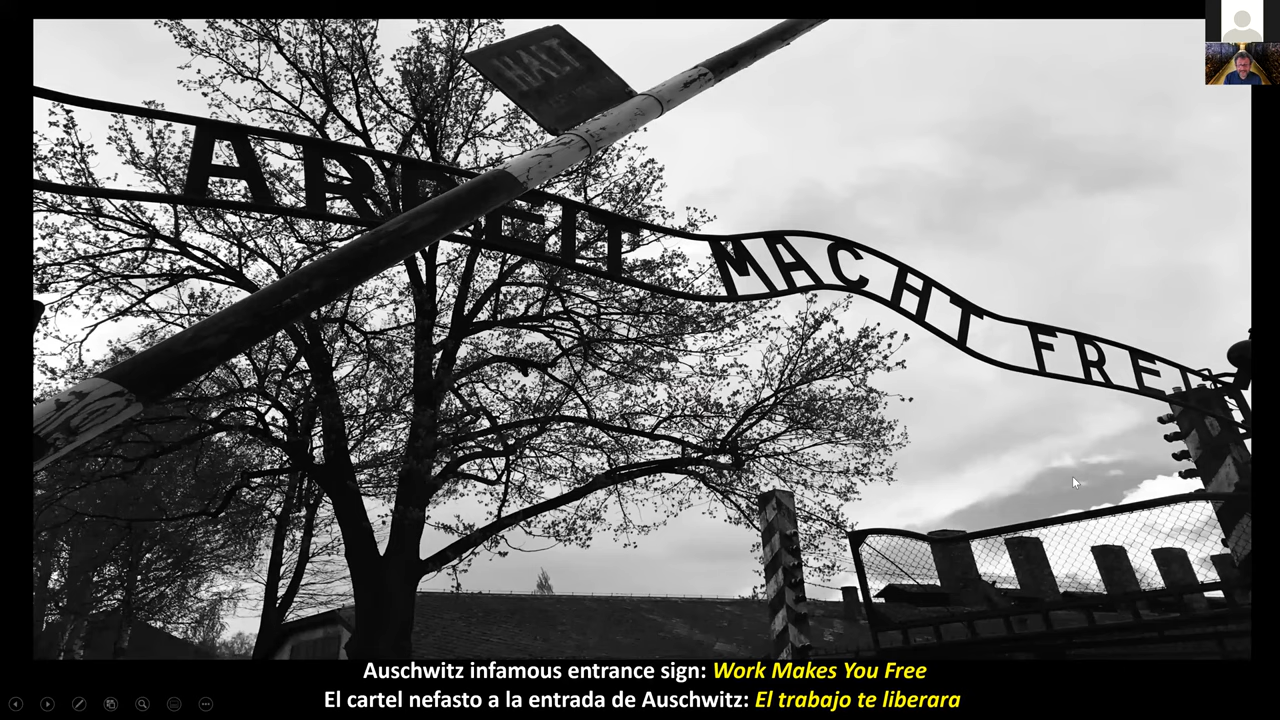 HALT
ARBEIT MACHT FREI
Auschwitz infamous entrance sign: Work Makes You Free
El cartel nefasto a la entrada de Auschwitz: El trabajo te liberara